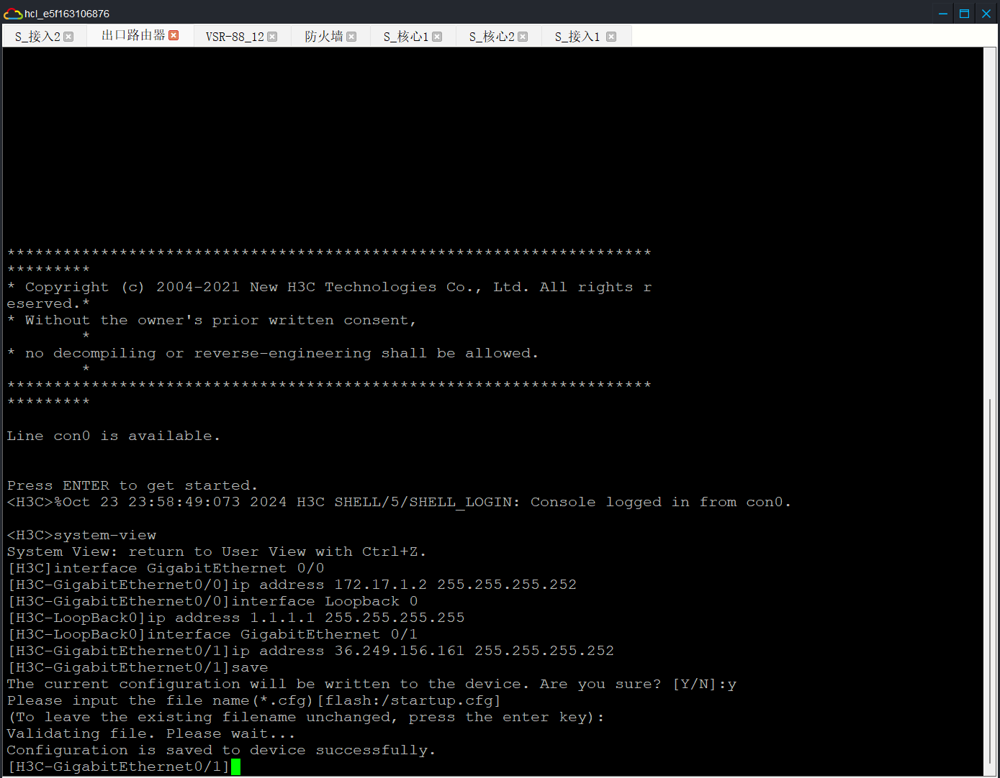 hcl_e5f163106876
S_接入2 出口路由器 VSR-88_12 防火墙 S_核心1 S_核心2 S_接入1
*********************************************************************
*********
* Copyright (c) 2004-2021 New H3C Technologies Co., Ltd. All rights r
eserved.*
* Without the owner's prior written consent,
*
* no decompiling or reverse-engineering shall be allowed.
*
*********************************************************************
*********
Line con0 is available.
Press ENTER to get started.
<H3C>%Oct 23 23:58:49:073 2024 H3C SHELL/5/SHELL_LOGIN: Console logged in from con0.
<H3C>system-view
System View: return to User View with Ctrl+Z.
[H3C]interface GigabitEthernet 0/0
[H3C-GigabitEthernet0/0]ip address 172.17.1.2 255.255.255.252
[H3C-GigabitEthernet0/0]interface Loopback 0
[H3C-LoopBack0]ip address 1.1.1.1 255.255.255.255
[H3C-LoopBack0]interface GigabitEthernet 0/1
[H3C-GigabitEthernet0/1]ip address 36.249.156.161 255.255.255.252
[H3C-GigabitEthernet0/1]save
The current configuration will be written to the device. Are you sure? [Y/N]:y
Please input the file name(*.cfg)[flash:/startup.cfg]
(To leave the existing filename unchanged, press the enter key):
Validating file. Please wait...
Configuration is saved to device successfully.
[H3C-GigabitEthernet0/1]